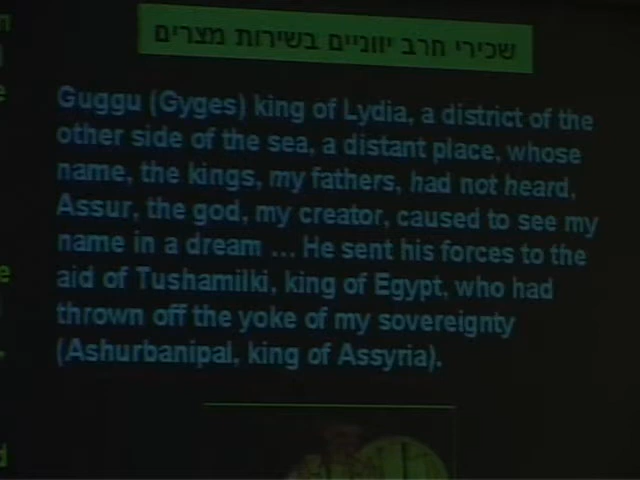 שכירי חרב יווניים בשירות מצרים
Guggu (Gyges) king of Lydia, a district of the
other side of the sea, a distant place, whose
name, the kings, my fathers, had not heard,
Assur, the god, my creator, caused to see my
name in a dream ... He sent his forces to the
aid of Tushamilki, king of Egypt, who had
thrown off the yoke of my sovereignty
(Ashurbanipal, king of Assyria).